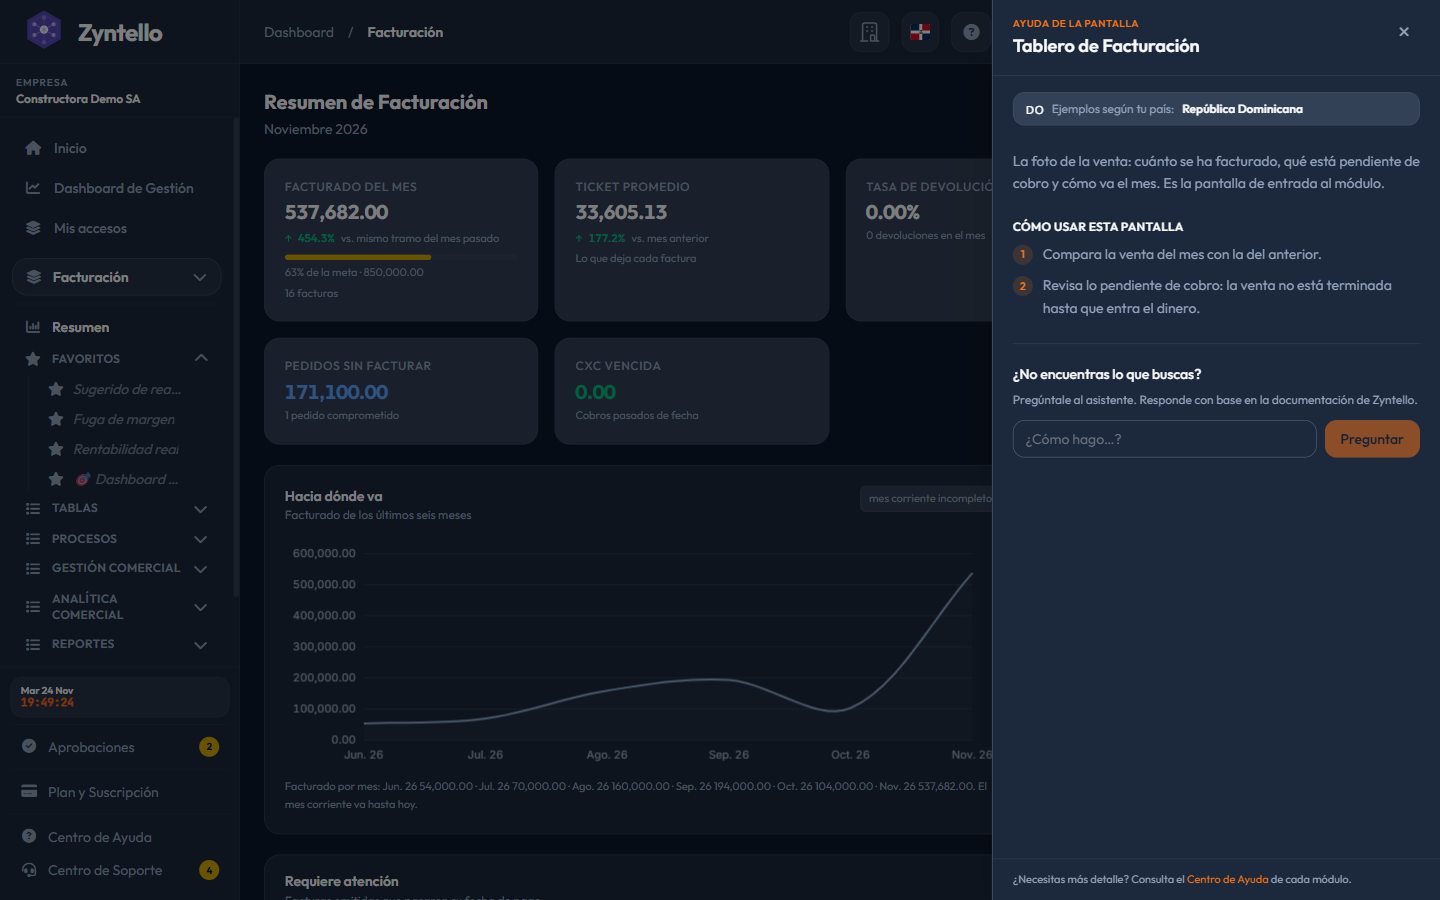 Zyntello
EMPRESA
Constructora Demo SA
Inicio
Dashboard de Gestión
Mis accesos
Facturación
Resumen
FAVORITOS
Sugerido de rea...
Fuga de margen
Rentabilidad real
Dashboard ...
TABLAS
PROCESOS
GESTIÓN COMERCIAL
ANALÍTICA
COMERCIAL
REPORTES
Mar 24 Nov
19:49:24
Aprobaciones 2
Plan y Suscripción
Centro de Ayuda
Centro de Soporte 4
Dashboard / Facturación
Resumen de Facturación
Noviembre 2026
FACTURADO DEL MES
537,682.00
↑ 454.3% vs. mismo tramo del mes pasado
63% de la meta · 850,000.00
16 facturas
TICKET PROMEDIO
33,605.13
↑ 177.2% vs. mes anterior
Lo que deja cada factura
TASA DE DEVOLUCIÓ
0.00%
0 devoluciones en el mes
PEDIDOS SIN FACTURAR
171,100.00
1 pedido comprometido
CXC VENCIDA
0.00
Cobros pasados de fecha
Hacia dónde va
Facturado de los últimos seis meses
mes corriente incompleto
600,000.00
500,000.00
400,000.00
300,000.00
200,000.00
100,000.00
0.00
Jun. 26 Jul. 26 Ago. 26 Sep. 26 Oct. 26 Nov. 26
Facturado por mes: Jun. 26 54,000.00 · Jul. 26 70,000.00 · Ago. 26 160,000.00 · Sep. 26 194,000.00 · Oct. 26 104,000.00 · Nov. 26 537,682.00. El
mes corriente va hasta hoy.
Requiere atención
AYUDA DE LA PANTALLA
Tablero de Facturación
DO Ejemplos según tu país: República Dominicana
La foto de la venta: cuánto se ha facturado, qué está pendiente de
cobro y cómo va el mes. Es la pantalla de entrada al módulo.
CÓMO USAR ESTA PANTALLA
1 Compara la venta del mes con la del anterior.
2 Revisa lo pendiente de cobro: la venta no está terminada
hasta que entra el dinero.
¿No encuentras lo que buscas?
Pregúntale al asistente. Responde con base en la documentación de Zyntello.
¿Cómo hago...?
Preguntar
¿Necesitas más detalle? Consulta el Centro de Ayuda de cada módulo.